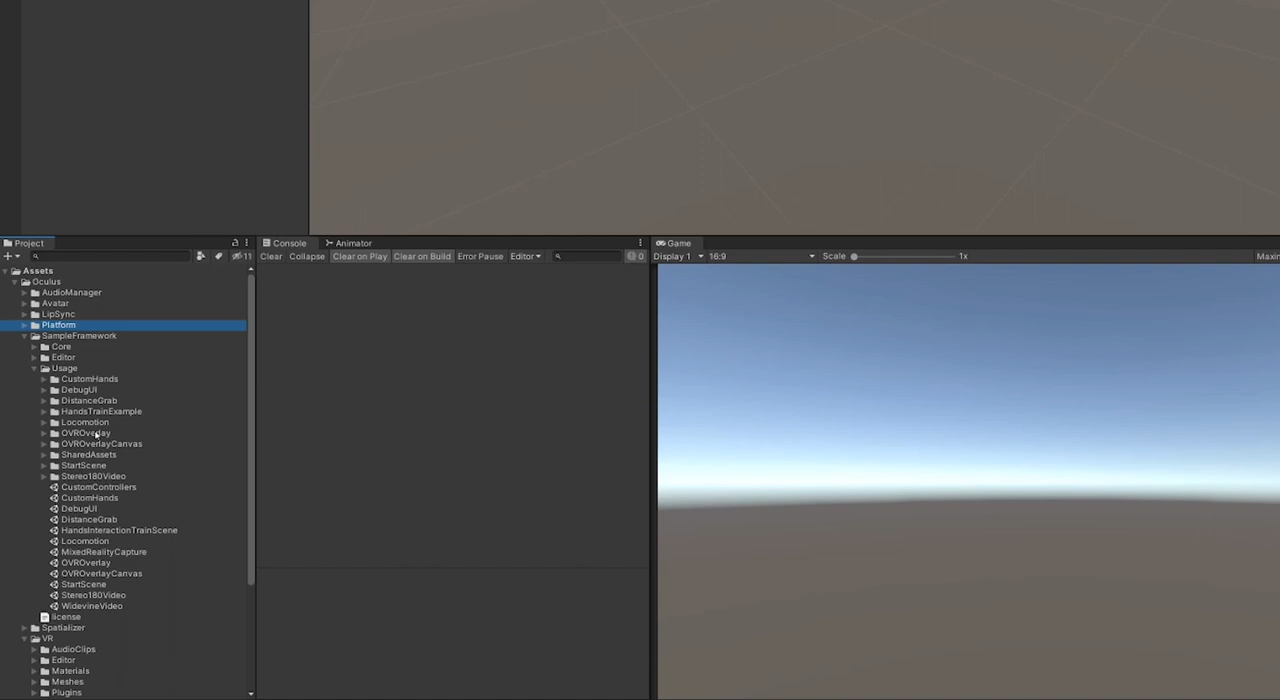 Project
11
Assets
Oculus
AudioManager
Avatar
LipSync
Platform
SampleFramework
Core
Editor
Usage
CustomHands
DebugUI
DistanceGrab
HandsTrainExample
Locomotion
OVROverlay
OVROverlayCanvas
SharedAssets
StartScene
Stereo180Video
CustomControllers
CustomHands
DebugUI
DistanceGrab
HandsInteractionTrainScene
Locomotion
MixedRealityCapture
OVROverlay
OVROverlayCanvas
StartScene
Stereo180Video
WidevineVideo
license
Spatializer
VR
AudioClips
Editor
Materials
Meshes
Plugins
Console Animator
Clear Collapse Clear on Play Clear on Build Error Pause Editor 0
Game
Display 1 16:9 Scale 1x Maxin